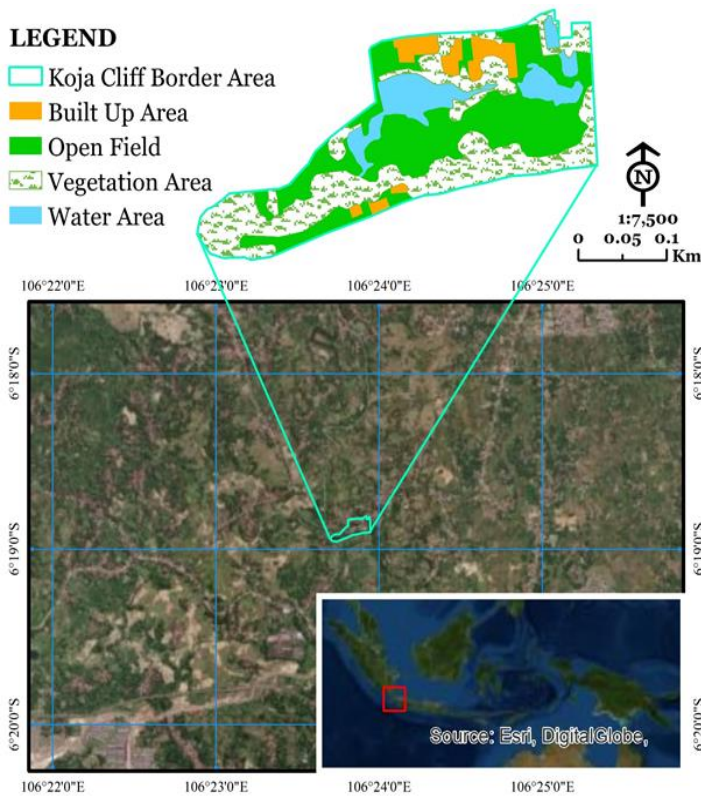 LEGEND
Koja Cliff Border Area
Built Up Area
Open Field
Vegetation Area
Water Area
N
1:7,500
0 0.05 0.1
Km
106°22'0"E 106°23'0"E 106°24'0"E 106°25'0"E
6°18'0"S 6°18'0"S
6°19'0"S 6°19'0"S
6°20'0"S 6°20'0"S
Source: Esri, DigitalGlobe,
106°22'0"E 106°23'0"E 106°24'0"E 106°25'0"E